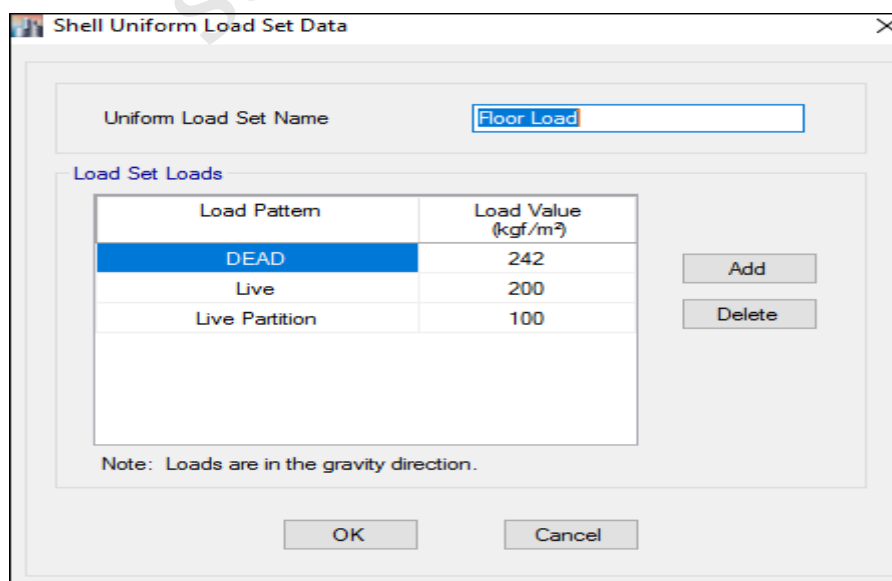 Shell Uniform Load Set Data
Uniform Load Set Name
Floor Load
Load Set Loads
Load Pattern
Load Value
(kgf/m²)
DEAD
242
Live
200
Live Partition
100
Add
Delete
Note: Loads are in the gravity direction.
OK
Cancel